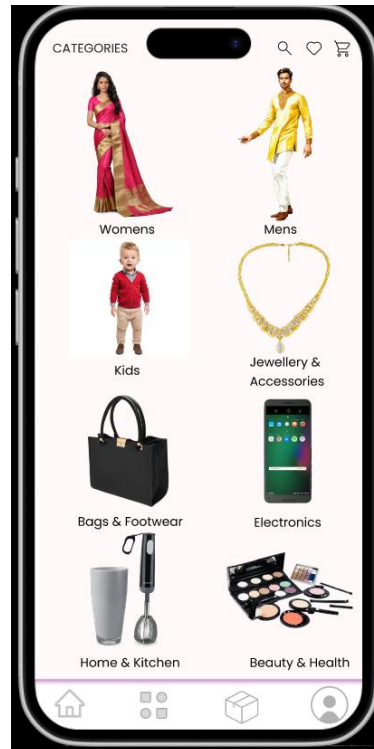 CATEGORIES
Womens
Mens
Kids
Jewellery &
Accessories
Bags & Footwear
Electronics
Home & Kitchen
Beauty & Health